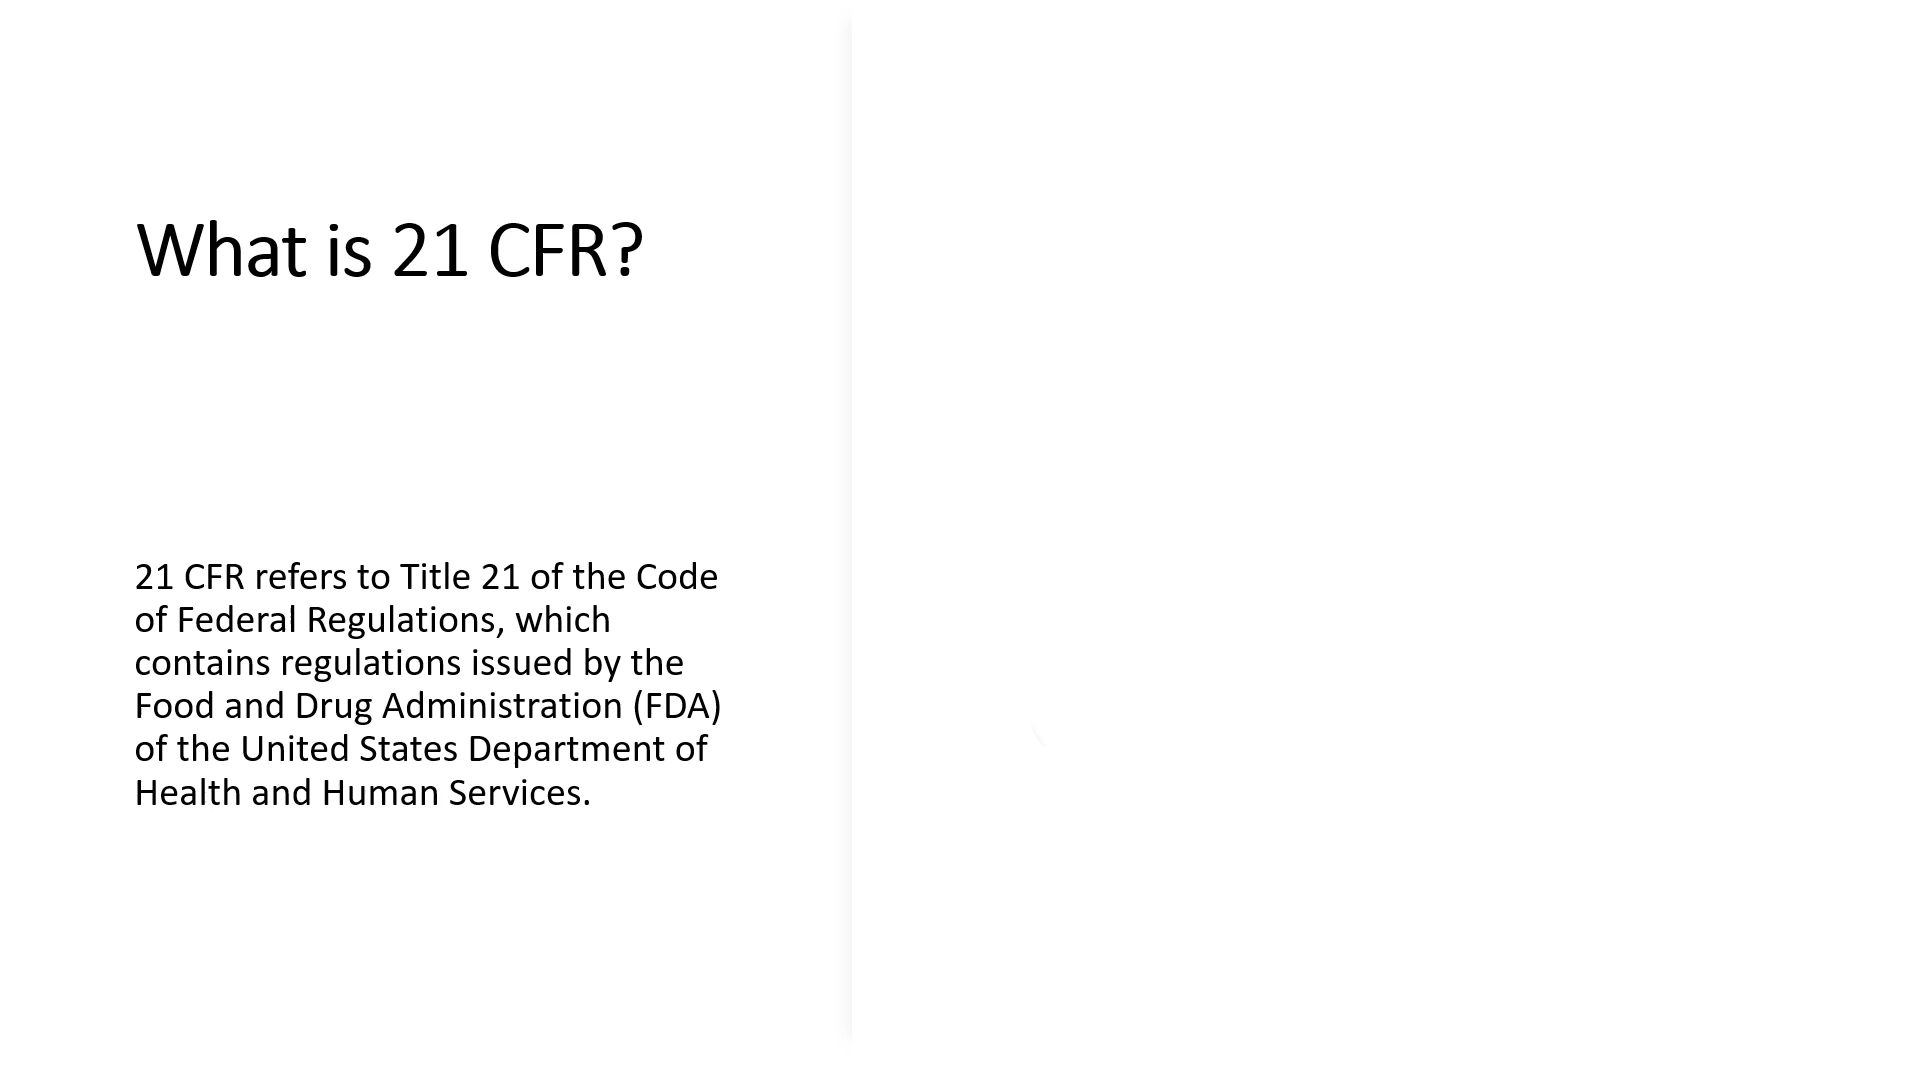 What is 21 CFR?
21 CFR refers to Title 21 of the Code
of Federal Regulations, which
contains regulations issued by the
Food and Drug Administration (FDA)
of the United States Department of
Health and Human Services.